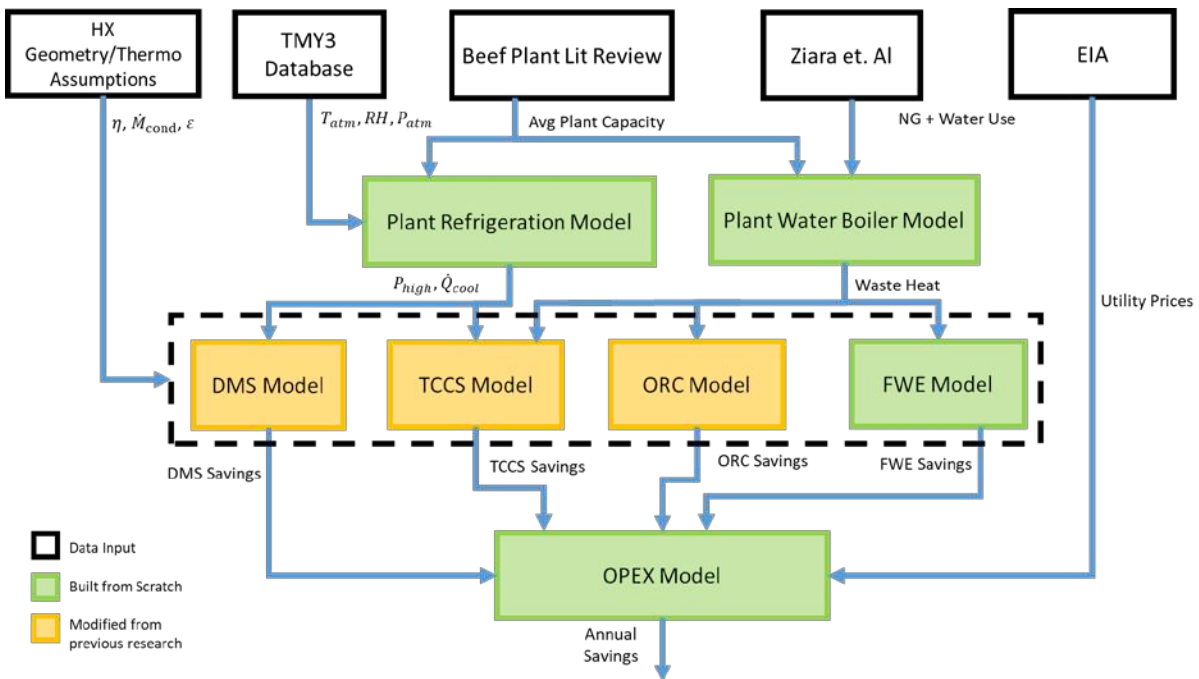 HX
Geometry/Thermo
Assumptions
TMY3
Database
Beef Plant Lit Review
Ziara et. Al
EIA
η, Ṁcond, ε
Tatm, RH, Patm
Avg Plant Capacity
NG + Water Use
Plant Refrigeration Model
Plant Water Boiler Model
Phigh, Q̇cool
Waste Heat
Utility Prices
DMS Model
TCCS Model
ORC Model
FWE Model
DMS Savings
TCCS Savings
ORC Savings
FWE Savings
Data Input
Built from Scratch
Modified from
previous research
OPEX Model
Annual
Savings